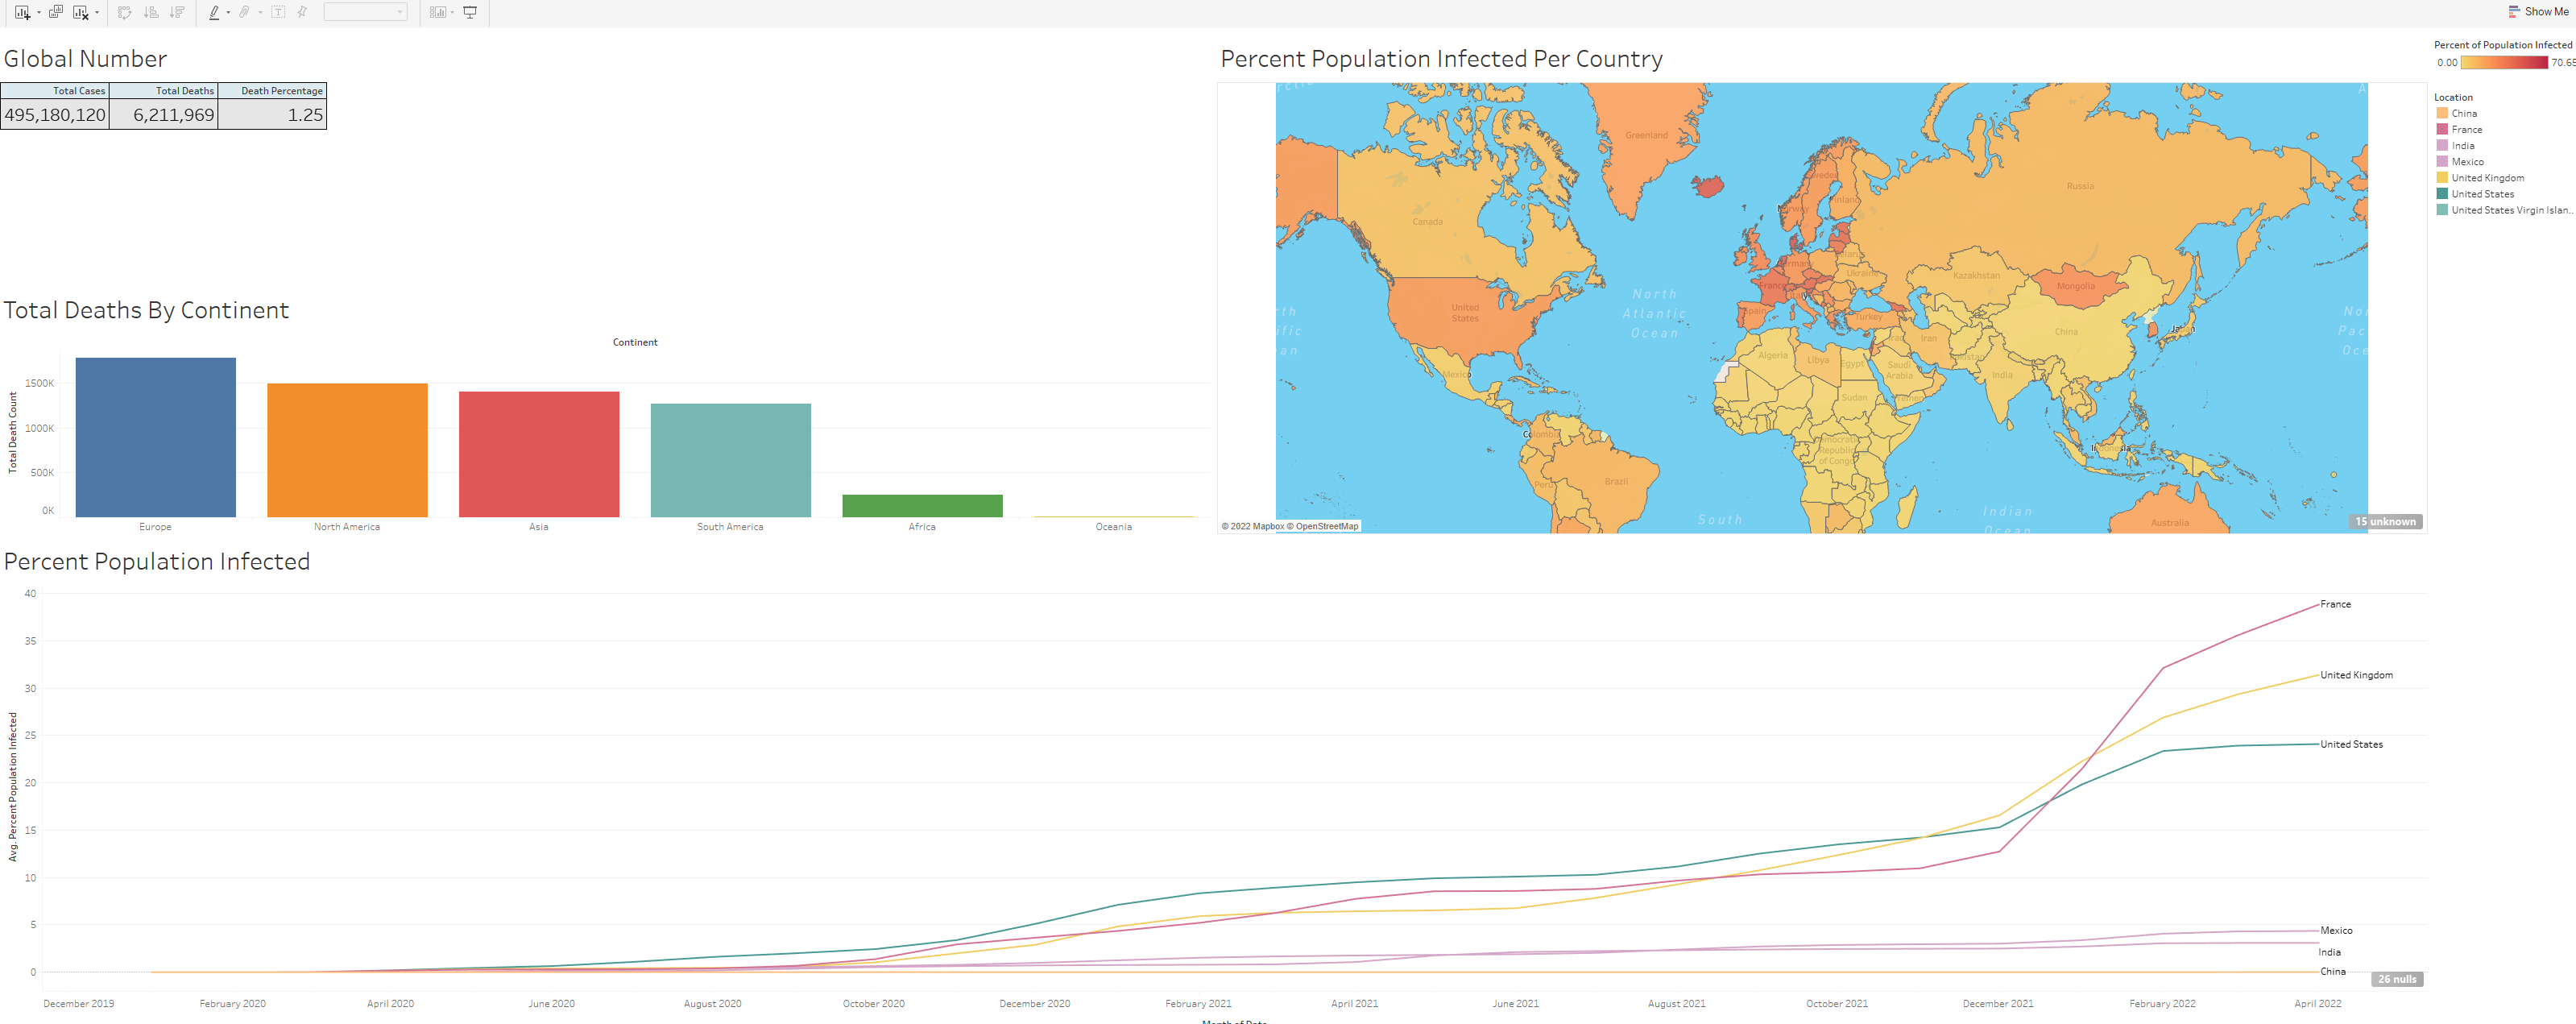 Show Me
Global Number
Total Cases Total Deaths Death Percentage
495,180,120 6,211,969 1.25
Total Deaths By Continent
Continent
Total Death Count
1500K
1000K
500K
0K
Europe North America Asia South America Africa Oceania
Percent Population Infected Per Country
Greenland
Canada
United
States
Mexico
North
Atlantic
Ocean
Russia
Norway
Finland
Germany
France
Spain
Ukraine
Turkey
Kazakhstan
Mongolia
China
Japan
Iran
India
Algeria
Libya
Egypt
Saudi
Arabia
Sudan
Colombia
Peru
Brazil
South
Indian
Ocean
Australia
© 2022 Mapbox © OpenStreetMap
15 unknown
Percent of Population Infected
0.00 70.65
Location
China
France
India
Mexico
United Kingdom
United States
United States Virgin Islan..
Percent Population Infected
Avg. Percent Population Infected
40
35
30
25
20
15
10
5
0
France
United Kingdom
United States
Mexico
India
China
26 nulls
December 2019 February 2020 April 2020 June 2020 August 2020 October 2020 December 2020 February 2021 April 2021 June 2021 August 2021 October 2021 December 2021 February 2022 April 2022